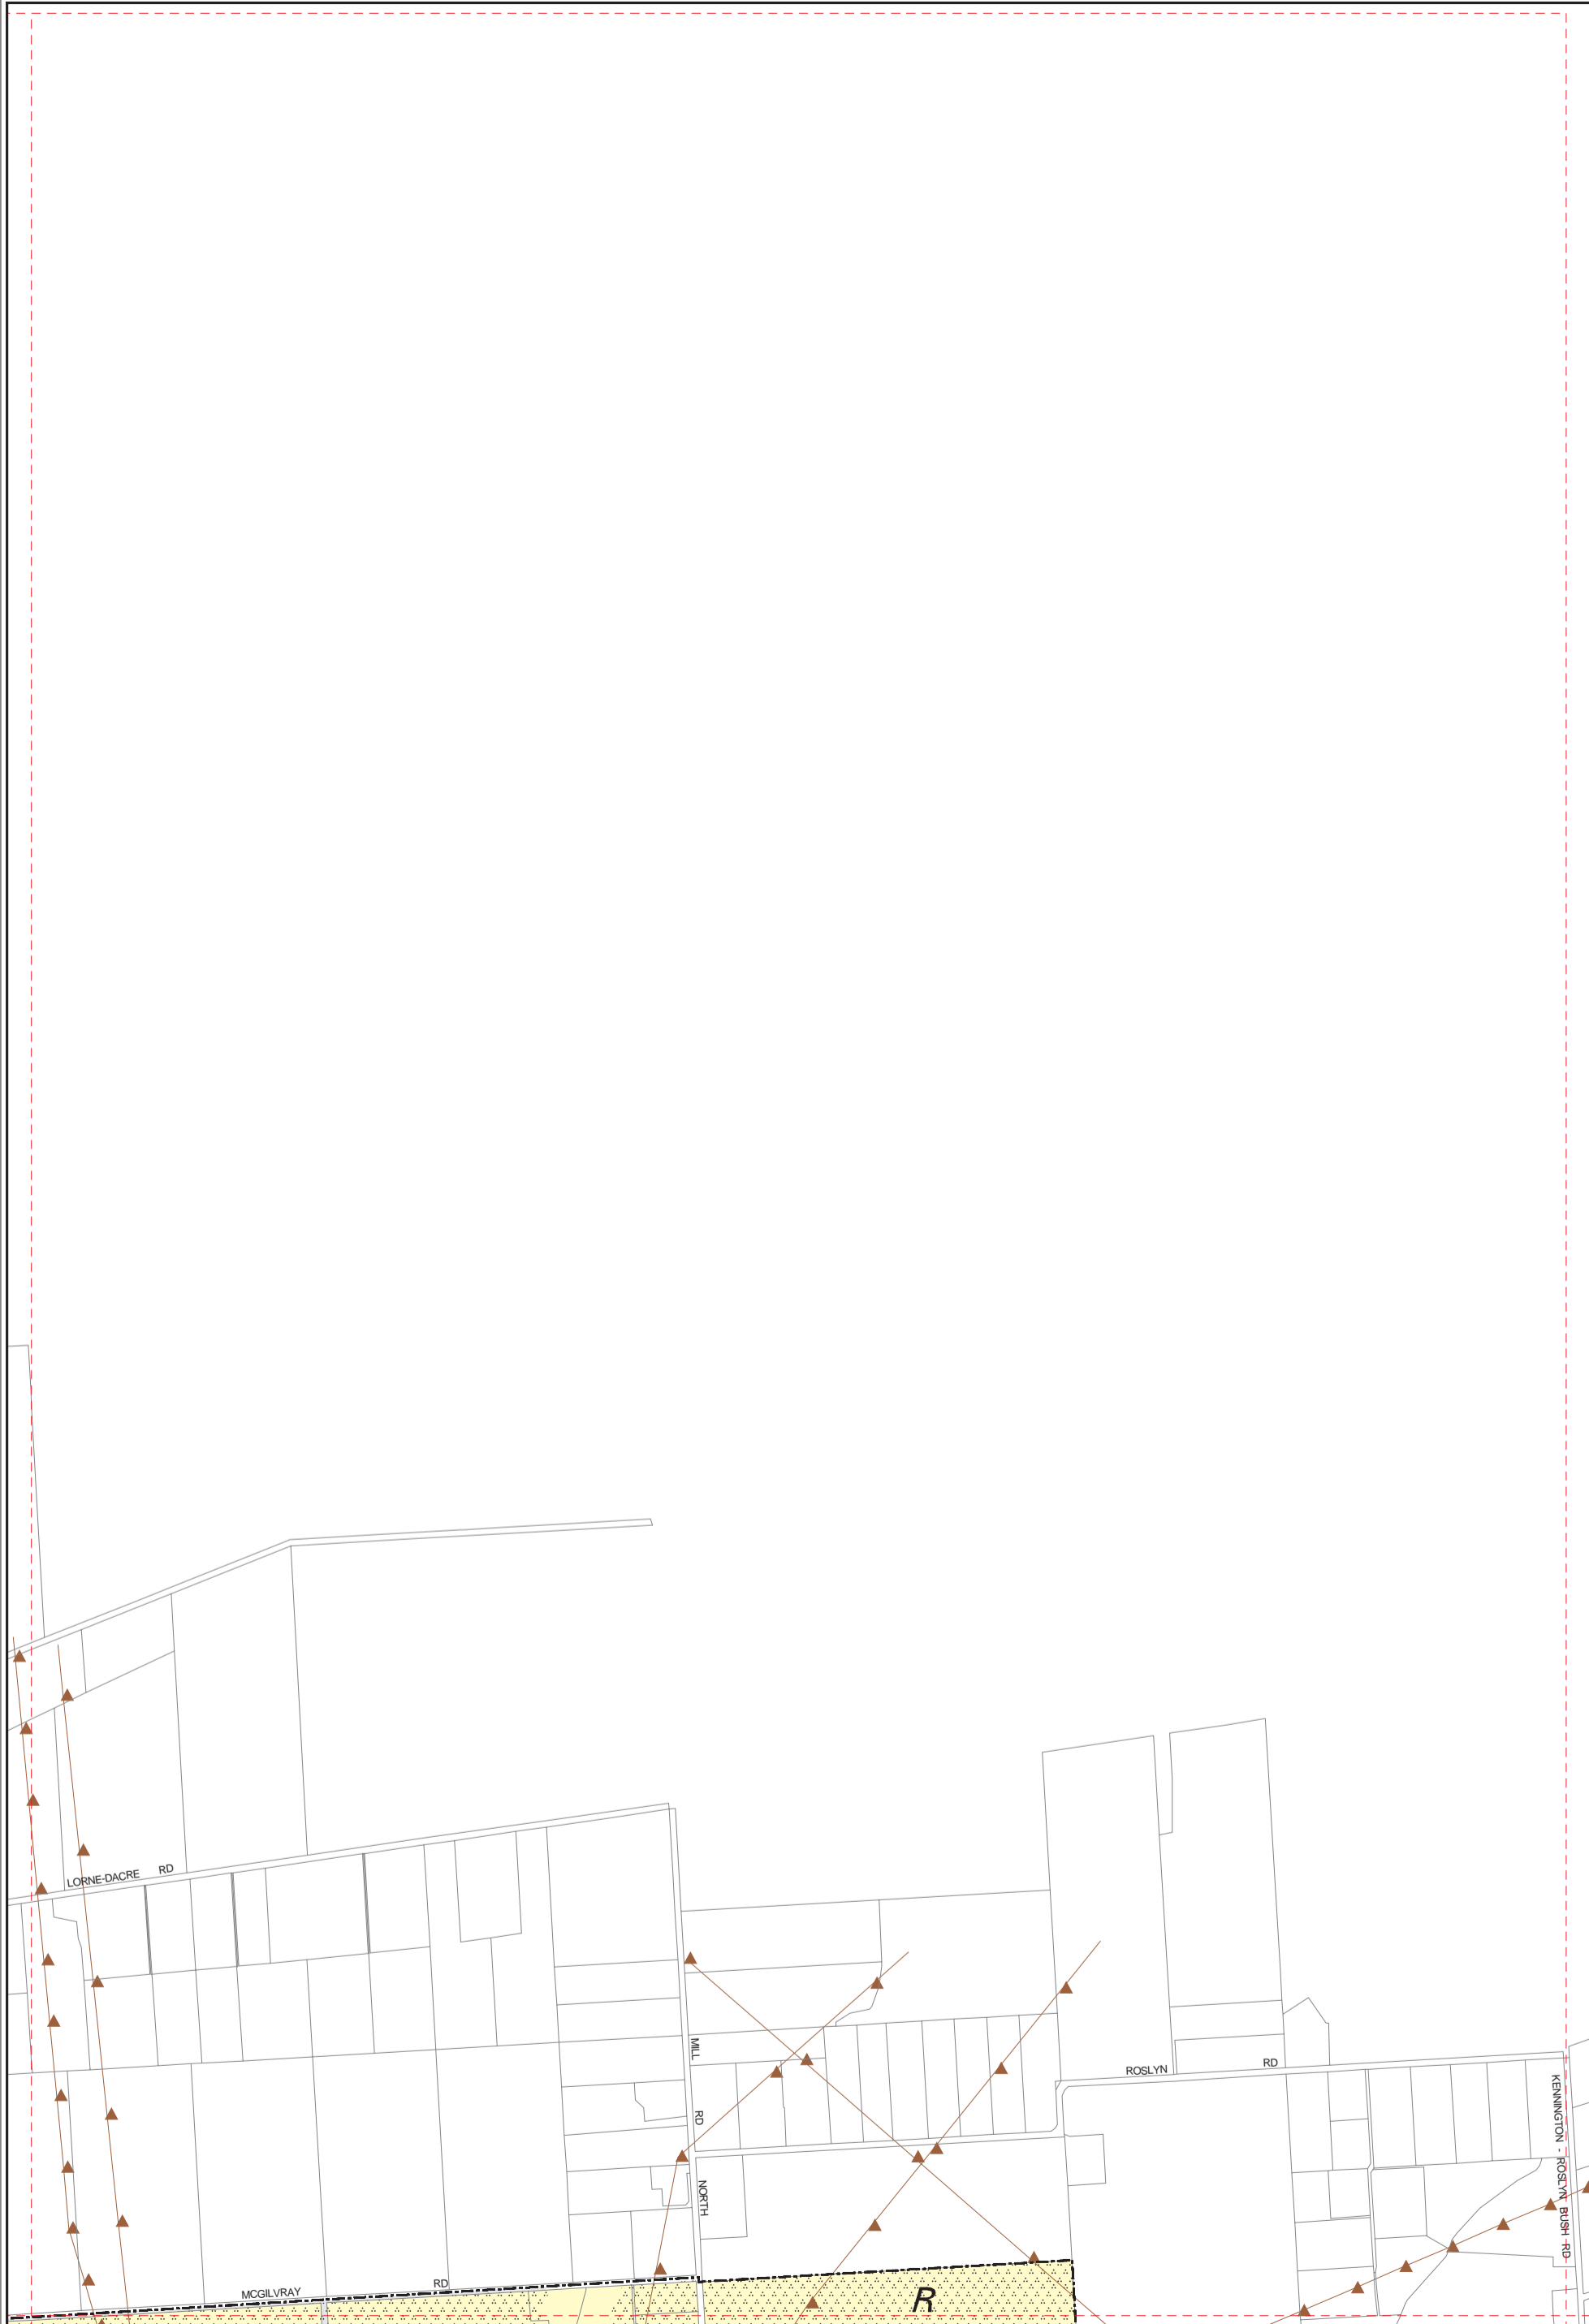 LORNE-DACRE RD
MILL RD
NORTH
ROSLYN RD
KENNINGTON - ROSLYN BUSH RD
MCGILVRAY RD
R